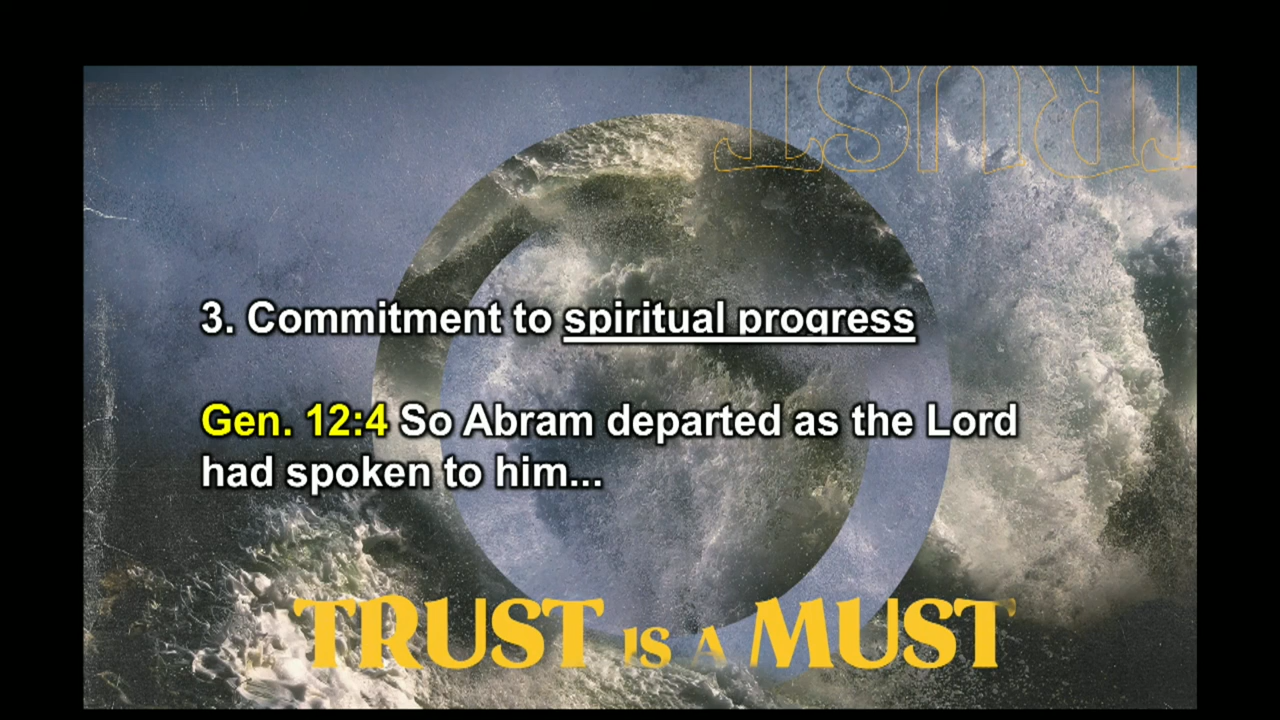 TRUST
3. Commitment to spiritual progress
Gen. 12:4 So Abram departed as the Lord
had spoken to him...
TRUST IS A MUST